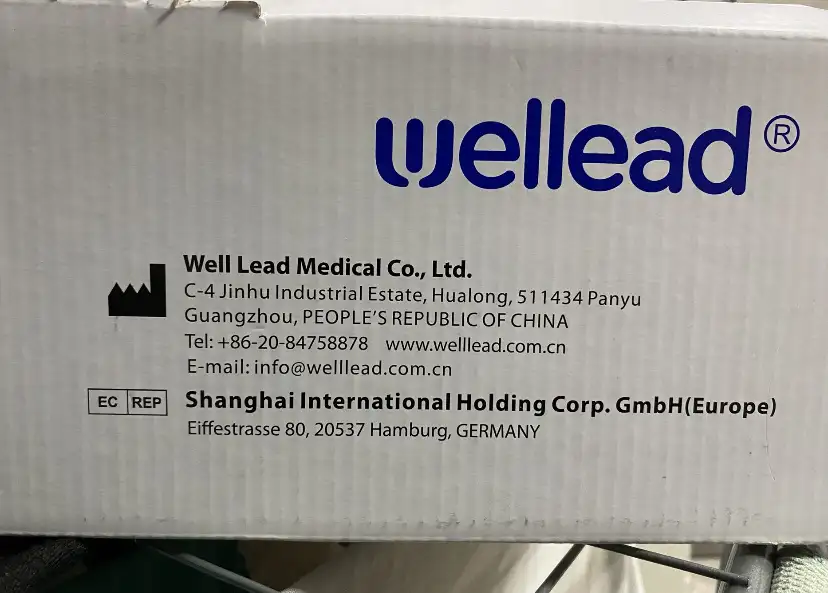 wellead®
Well Lead Medical Co., Ltd.
C-4 Jinhu Industrial Estate, Hualong, 511434 Panyu
Guangzhou, PEOPLE'S REPUBLIC OF CHINA
Tel: +86-20-84758878 www.welllead.com.cn
E-mail: info@welllead.com.cn
EC REP Shanghai International Holding Corp. GmbH(Europe)
Eiffestrasse 80, 20537 Hamburg, GERMANY